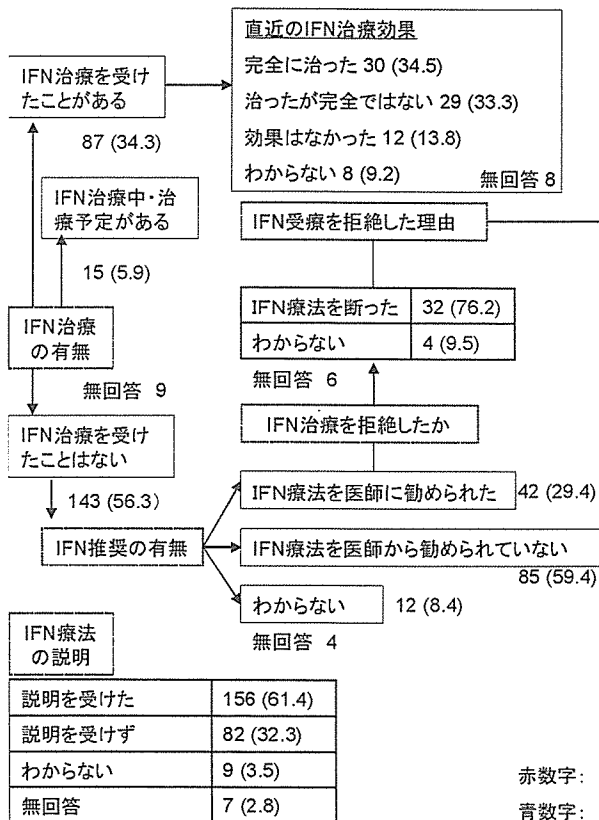 直近のIFN治療効果
完全に治った 30 (34.5)
治ったが完全ではない 29 (33.3)
効果はなかった 12 (13.8)
わからない 8 (9.2)
無回答 8
IFN治療を受け
たことがある
87 (34.3)
IFN治療中・治
療予定がある
15 (5.9)
IFN受療を拒絶した理由
IFN療法を断った 32 (76.2)
わからない 4 (9.5)
無回答 6
IFN治療
の有無
無回答 9
IFN治療を拒絶したか
IFN治療を受け
たことはない
143 (56.3)
IFN療法を医師に勧められた 42 (29.4)
IFN推奨の有無
IFN療法を医師から勧められていない
85 (59.4)
わからない 12 (8.4)
無回答 4
IFN療法
の説明
説明を受けた 156 (61.4)
説明を受けず 82 (32.3)
わからない 9 (3.5)
無回答 7 (2.8)
赤数字:
青数字: